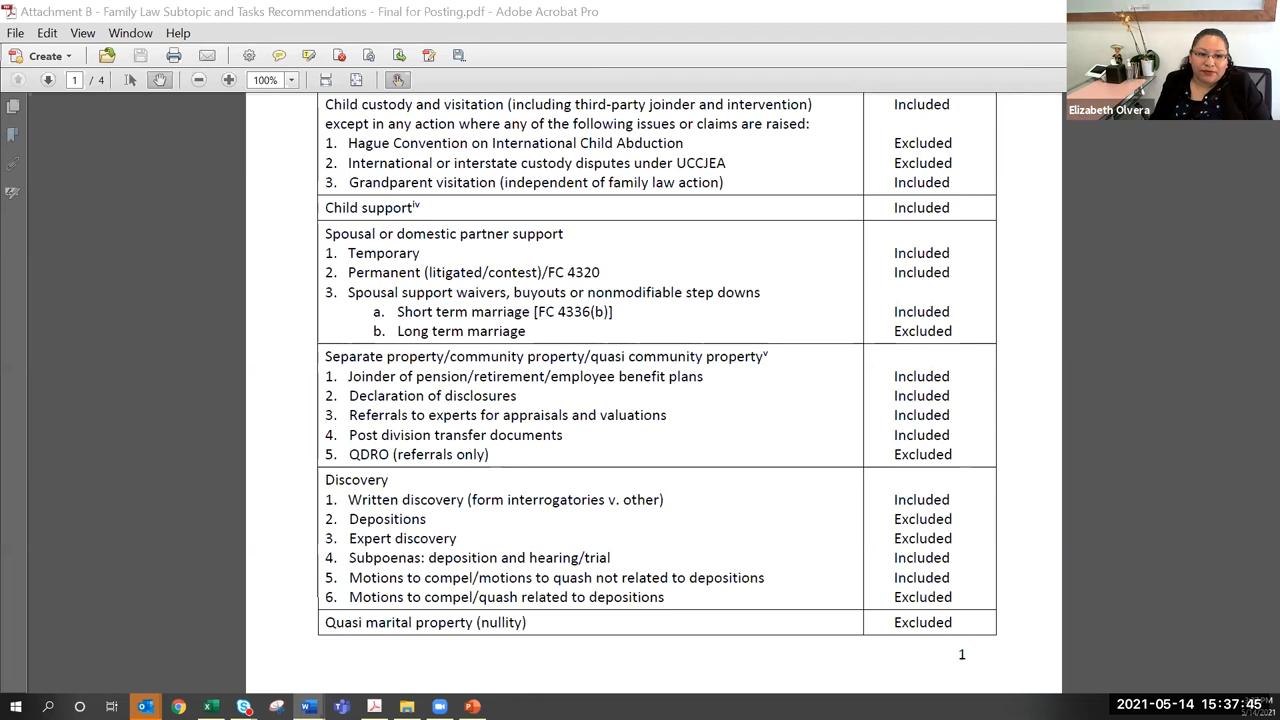 Attachment B - Family Law Subtopic and Tasks Recommendations - Final for Posting.pdf - Adobe Acrobat Pro
File Edit View Window Help
Create
1 / 4 100%
Elizabeth Olvera
Child custody and visitation (including third-party joinder and intervention) Included
except in any action where any of the following issues or claims are raised:
1. Hague Convention on International Child Abduction Excluded
2. International or interstate custody disputes under UCCJEA Excluded
3. Grandparent visitation (independent of family law action) Included
Child support^iv Included
Spousal or domestic partner support
1. Temporary Included
2. Permanent (litigated/contest)/FC 4320 Included
3. Spousal support waivers, buyouts or nonmodifiable step downs
a. Short term marriage [FC 4336(b)] Included
b. Long term marriage Excluded
Separate property/community property/quasi community property^v
1. Joinder of pension/retirement/employee benefit plans Included
2. Declaration of disclosures Included
3. Referrals to experts for appraisals and valuations Included
4. Post division transfer documents Included
5. QDRO (referrals only) Excluded
Discovery
1. Written discovery (form interrogatories v. other) Included
2. Depositions Excluded
3. Expert discovery Excluded
4. Subpoenas: deposition and hearing/trial Included
5. Motions to compel/motions to quash not related to depositions Included
6. Motions to compel/quash related to depositions Excluded
Quasi marital property (nullity) Excluded
1
2021-05-14 15:37:45
5/14/2021